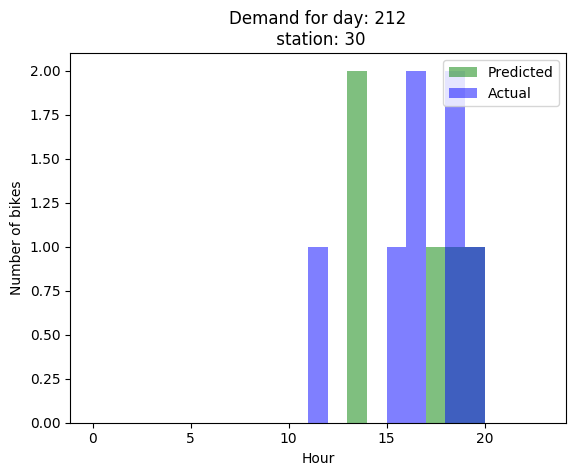 Demand for day: 212
station: 30
Predicted
Actual
Number of bikes
2.00
1.75
1.50
1.25
1.00
0.75
0.50
0.25
0.00
0 5 10 15 20
Hour